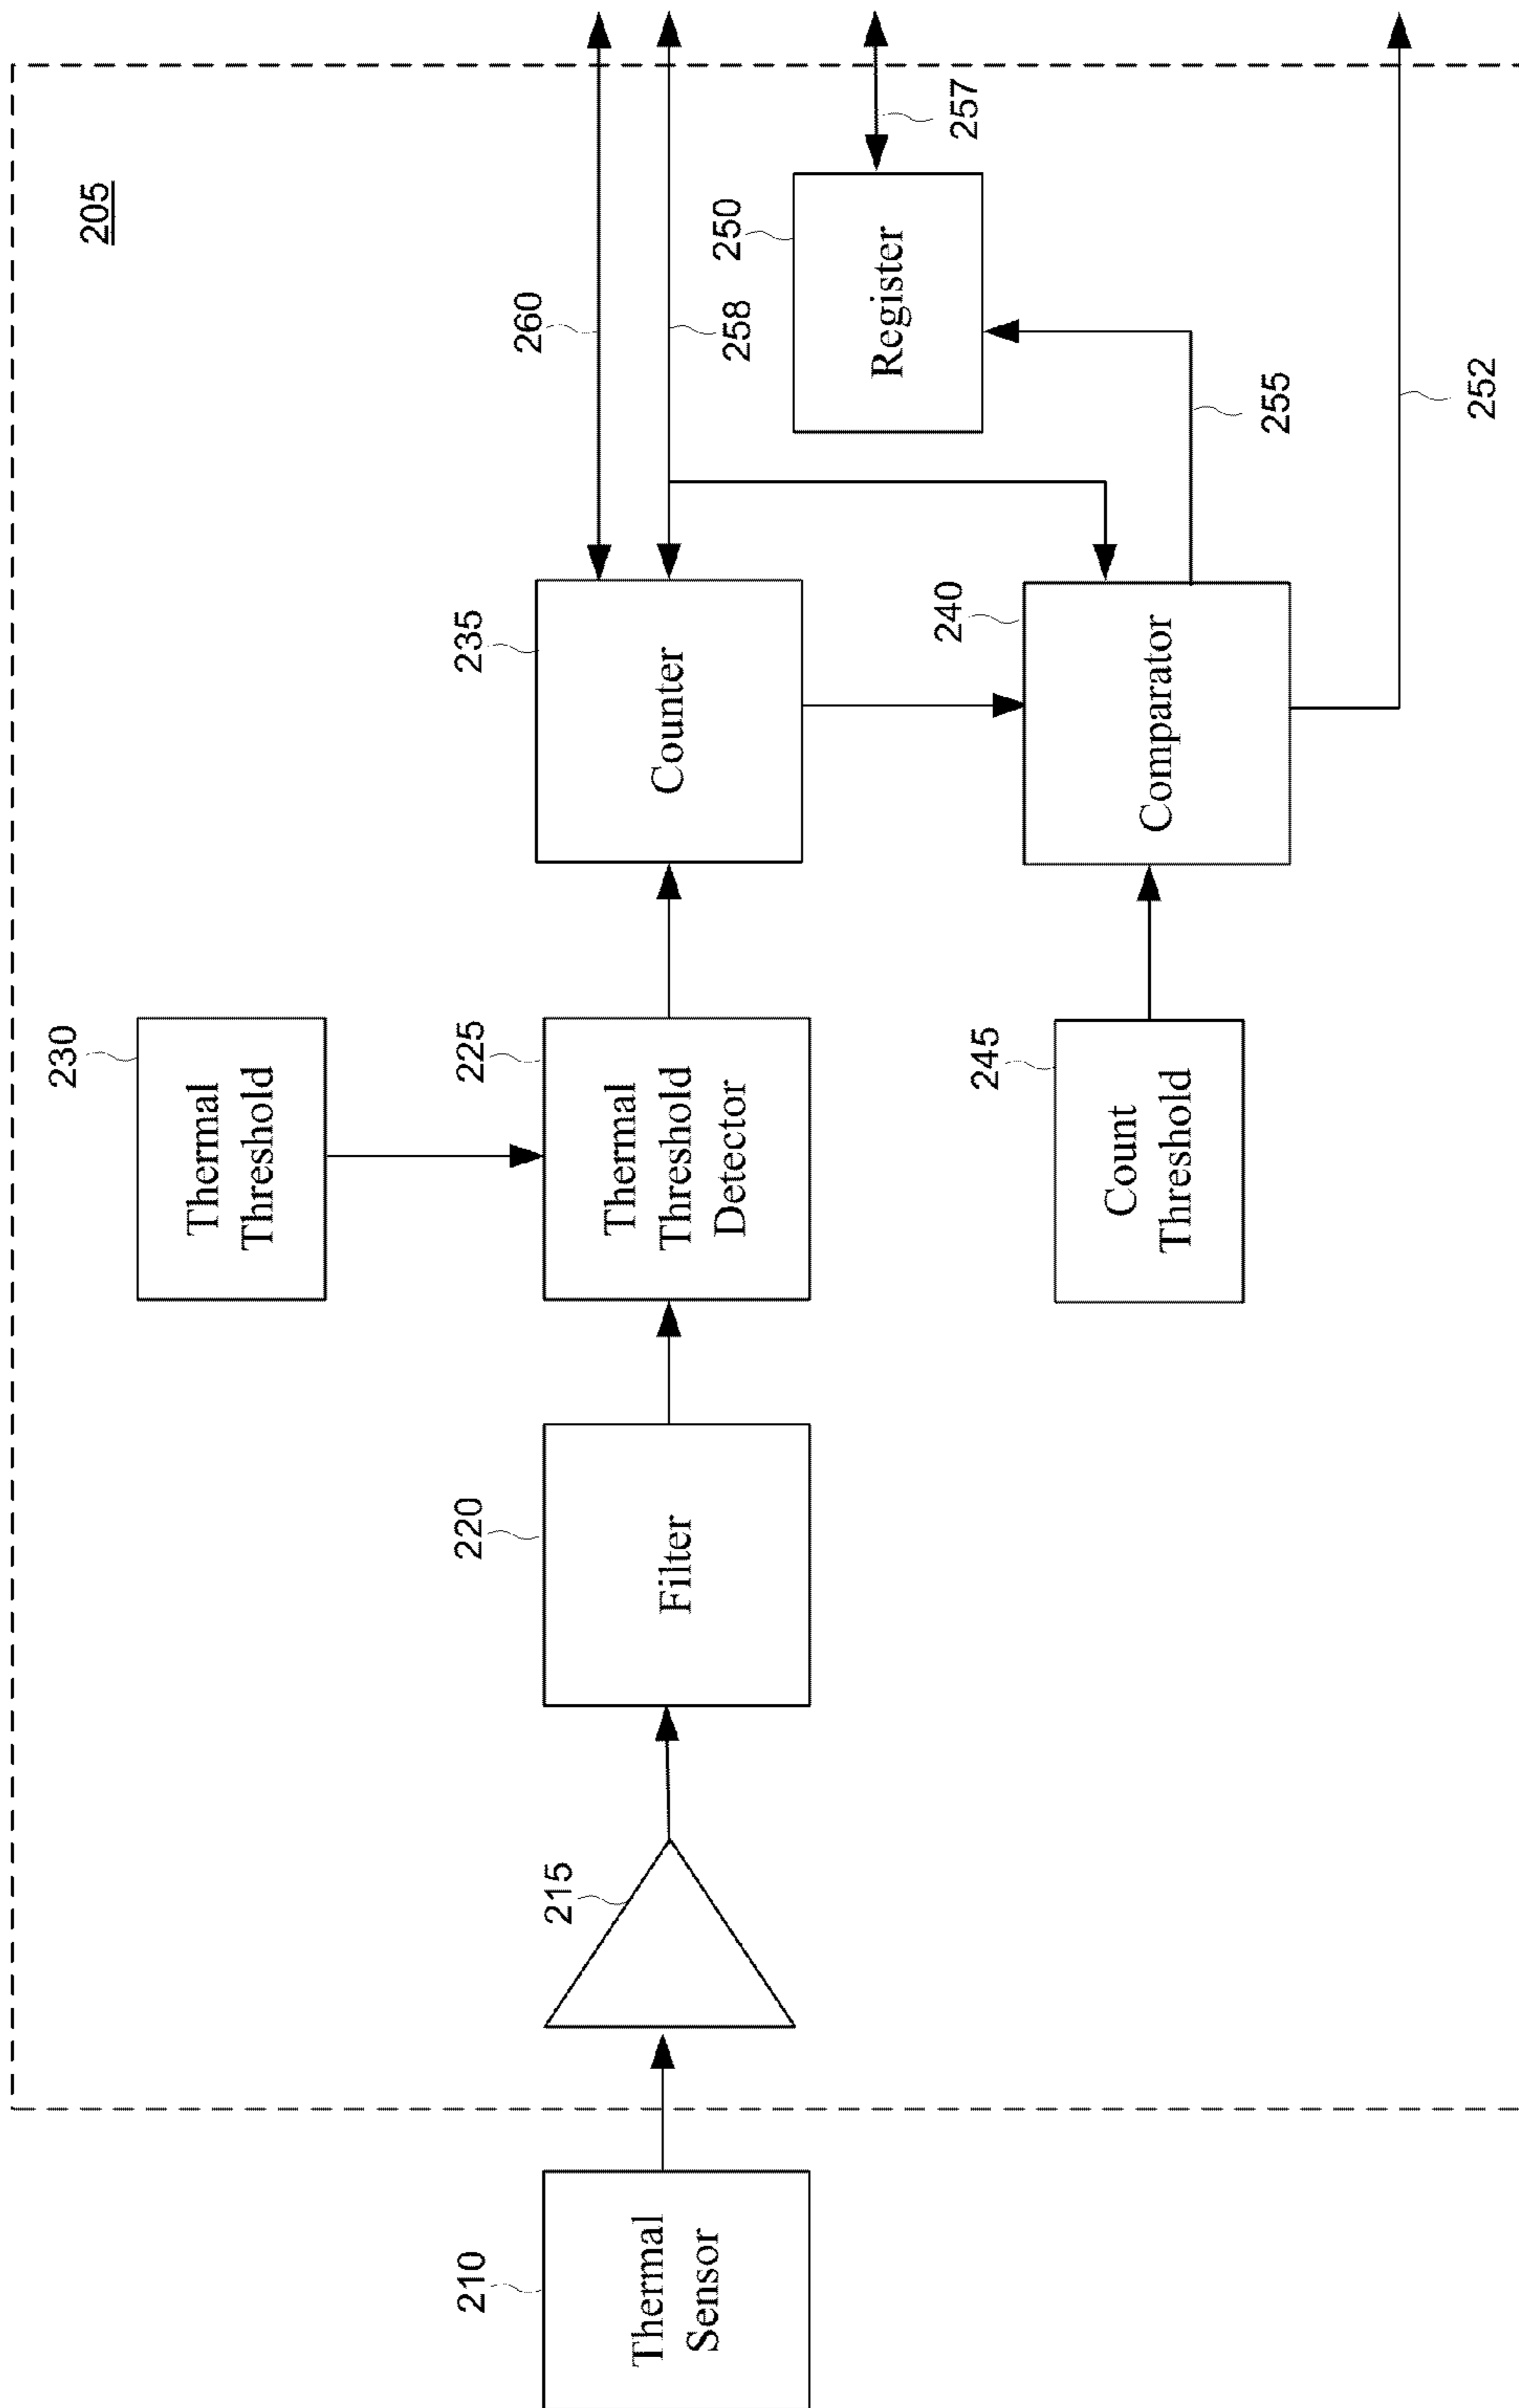 205
210
Thermal
Sensor
215
220
Filter
230
Thermal
Threshold
225
Thermal
Threshold
Detector
235
Counter
260
258
250
Register
257
245
Count
Threshold
240
Comparator
255
252